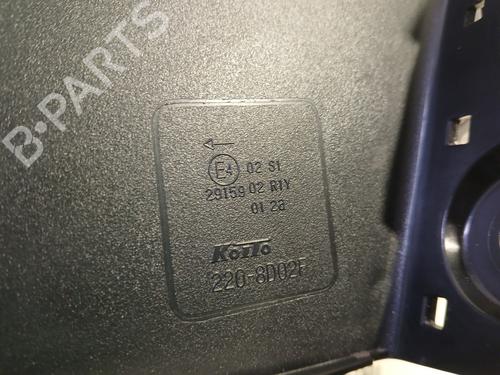 B-PARTS
E4 02 S1
29159 02 R1Y
01 2a
KOITO
220-8D02F